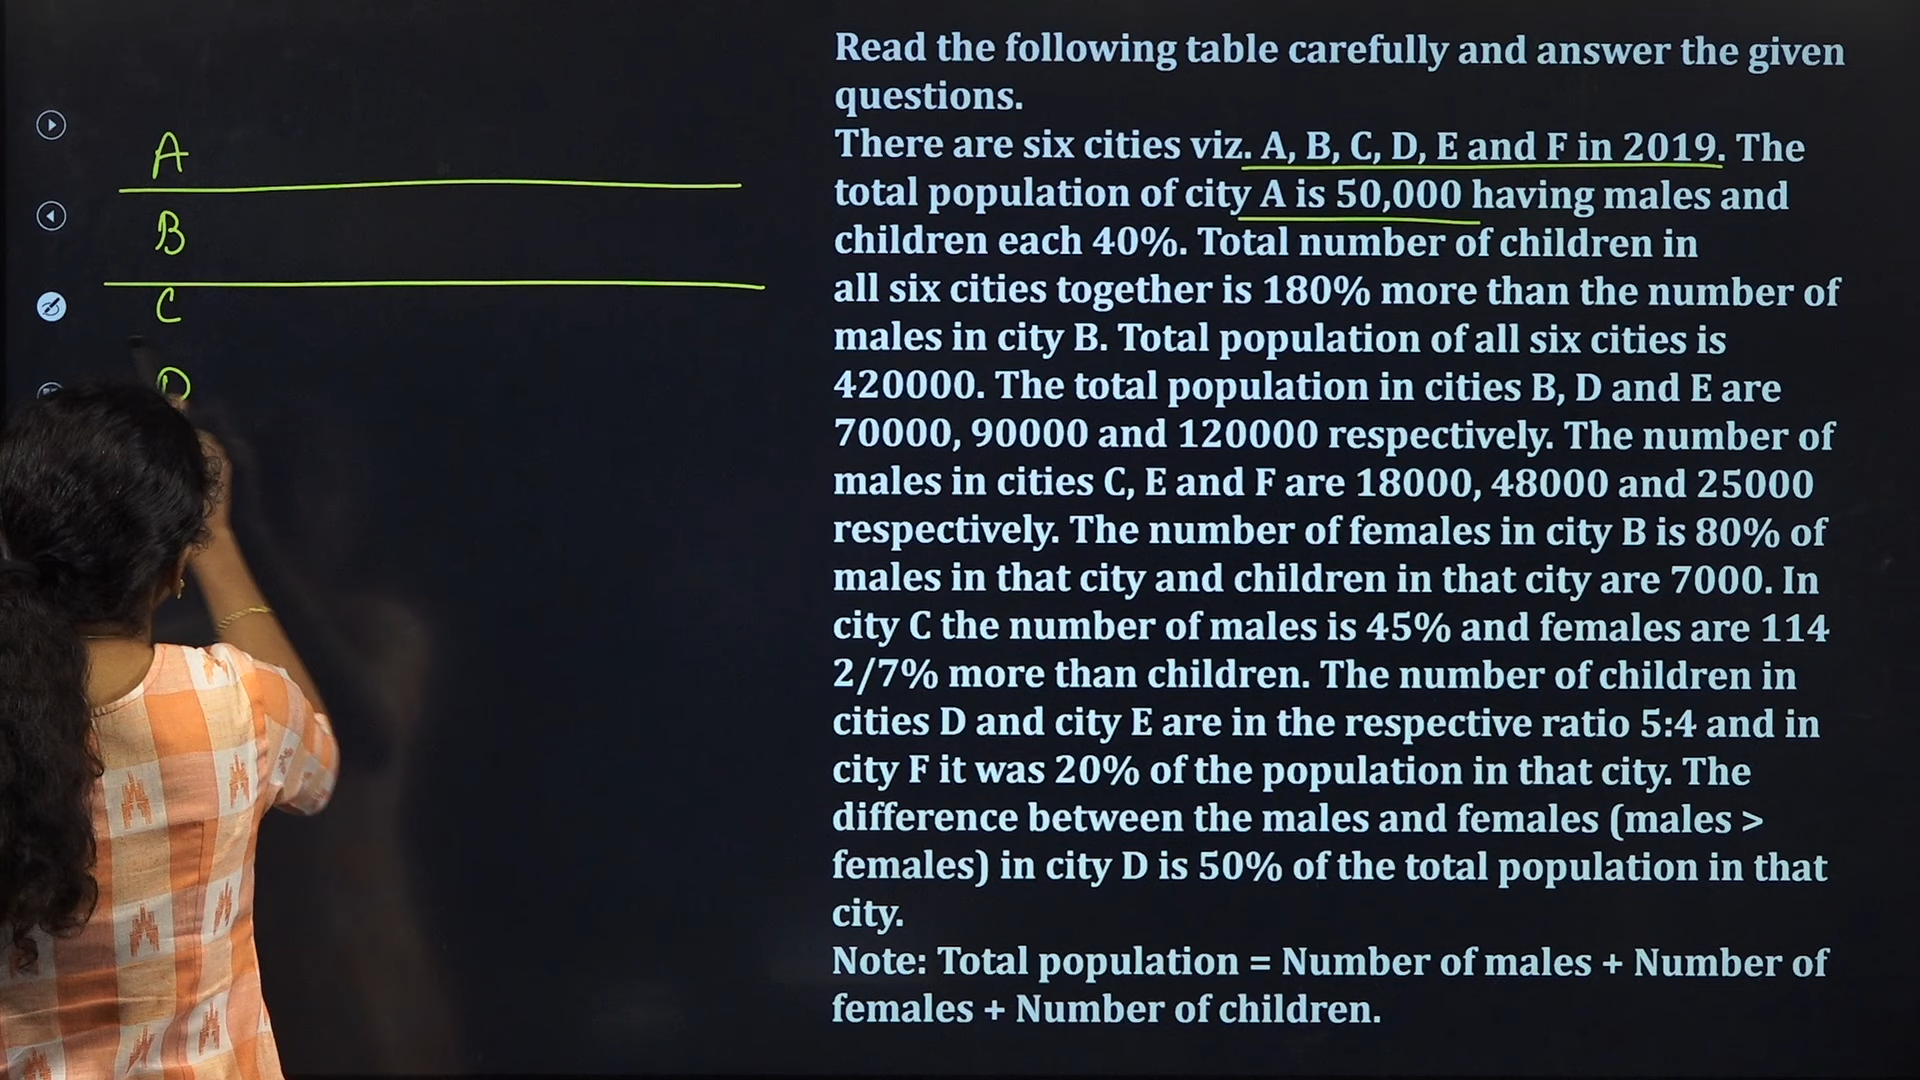 A
B
C
D
Read the following table carefully and answer the given
questions.
There are six cities viz. A, B, C, D, E and F in 2019. The
total population of city A is 50,000 having males and
children each 40%. Total number of children in
all six cities together is 180% more than the number of
males in city B. Total population of all six cities is
420000. The total population in cities B, D and E are
70000, 90000 and 120000 respectively. The number of
males in cities C, E and F are 18000, 48000 and 25000
respectively. The number of females in city B is 80% of
males in that city and children in that city are 7000. In
city C the number of males is 45% and females are 114
2/7% more than children. The number of children in
cities D and city E are in the respective ratio 5:4 and in
city F it was 20% of the population in that city. The
difference between the males and females (males >
females) in city D is 50% of the total population in that
city.
Note: Total population = Number of males + Number of
females + Number of children.